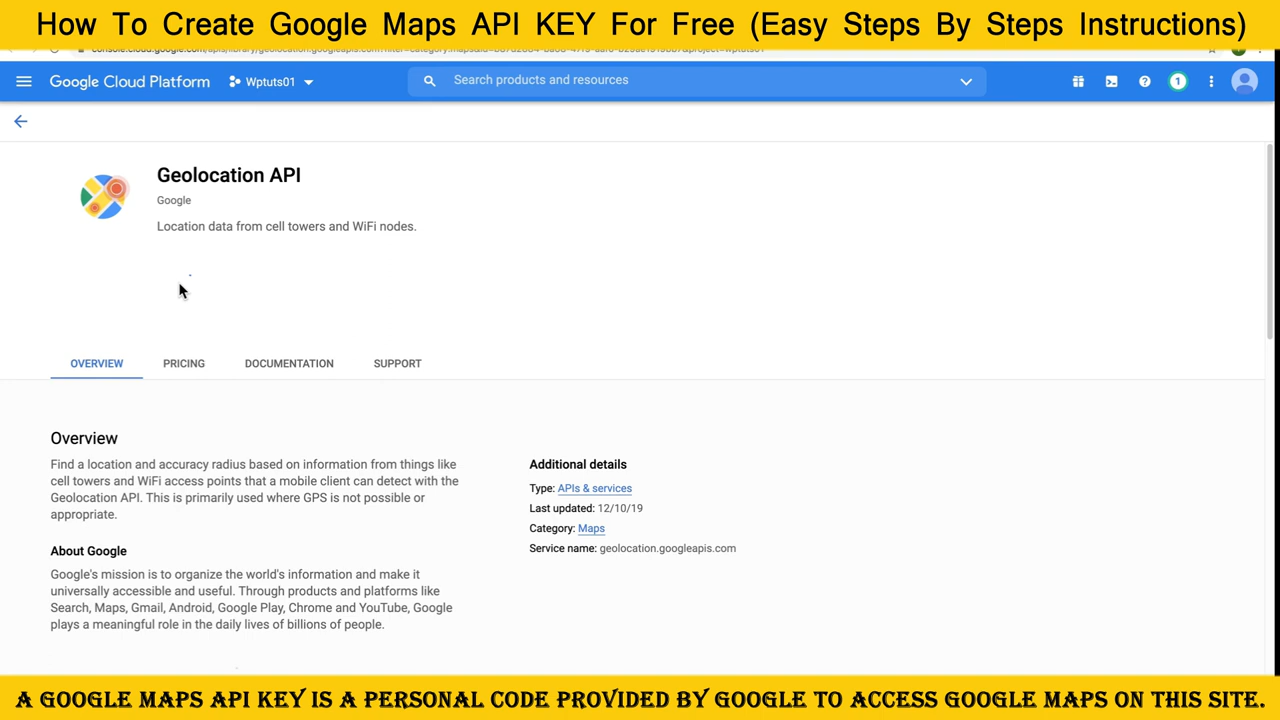 How To Create Google Maps API KEY For Free (Easy Steps By Steps Instructions)
Google Cloud Platform
Wptuts01
Search products and resources
1
Geolocation API
Google
Location data from cell towers and WiFi nodes.
OVERVIEW PRICING DOCUMENTATION SUPPORT
Overview
Find a location and accuracy radius based on information from things like
cell towers and WiFi access points that a mobile client can detect with the
Geolocation API. This is primarily used where GPS is not possible or
appropriate.
About Google
Google's mission is to organize the world's information and make it
universally accessible and useful. Through products and platforms like
Search, Maps, Gmail, Android, Google Play, Chrome and YouTube, Google
plays a meaningful role in the daily lives of billions of people.
Additional details
Type: APIs & services
Last updated: 12/10/19
Category: Maps
Service name: geolocation.googleapis.com
A GOOGLE MAPS API KEY IS A PERSONAL CODE PROVIDED BY GOOGLE TO ACCESS GOOGLE MAPS ON THIS SITE.